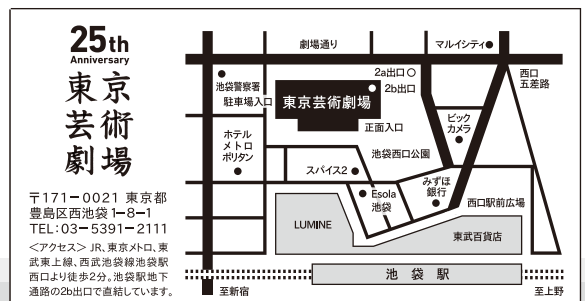 25th
Anniversary
東京
芸術
劇場
〒171-0021 東京都
豊島区西池袋1-8-1
TEL:03-5391-2111
＜アクセス＞JR、東京メトロ、東
武東上線、西武池袋線池袋駅
西口より徒歩2分。池袋駅地下
通路の2b出口で直結しています。
劇場通り
マルイシティ
2a出口
2b出口
西口
五差路
池袋警察署
駐車場入口
東京芸術劇場
正面入口
ビック
カメラ
ホテル
メトロ
ポリタン
池袋西口公園
スパイス2
Esola
池袋
みずほ
銀行
西口駅前広場
LUMINE
東武百貨店
池袋駅
至新宿
至上野